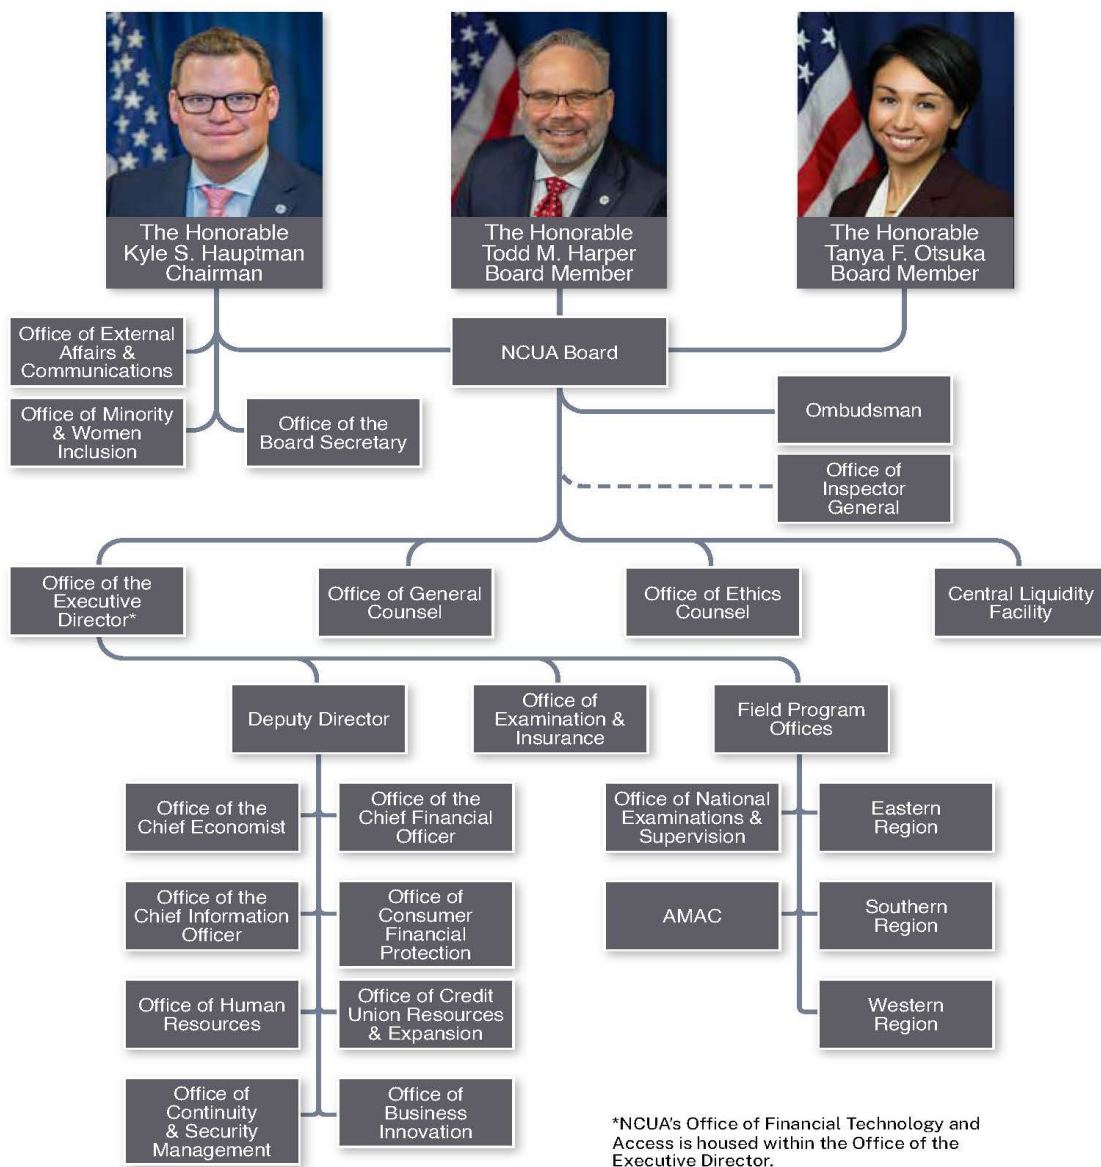 The Honorable
Kyle S. Hauptman
Chairman
The Honorable
Todd M. Harper
Board Member
The Honorable
Tanya F. Otsuka
Board Member
Office of External
Affairs &
Communications
NCUA Board
Office of Minority
& Women
Inclusion
Office of the
Board Secretary
Ombudsman
Office of
Inspector
General
Office of the
Executive
Director*
Office of General
Counsel
Office of Ethics
Counsel
Central Liquidity
Facility
Deputy Director
Office of
Examination &
Insurance
Field Program
Offices
Office of the
Chief Economist
Office of the
Chief Financial
Officer
Office of National
Examinations &
Supervision
Eastern
Region
Office of the
Chief Information
Officer
Office of
Consumer
Financial
Protection
AMAC
Southern
Region
Office of Human
Resources
Office of Credit
Union Resources
& Expansion
Western
Region
Office of
Continuity
& Security
Management
Office of
Business
Innovation
*NCUA's Office of Financial Technology and
Access is housed within the Office of the
Executive Director.